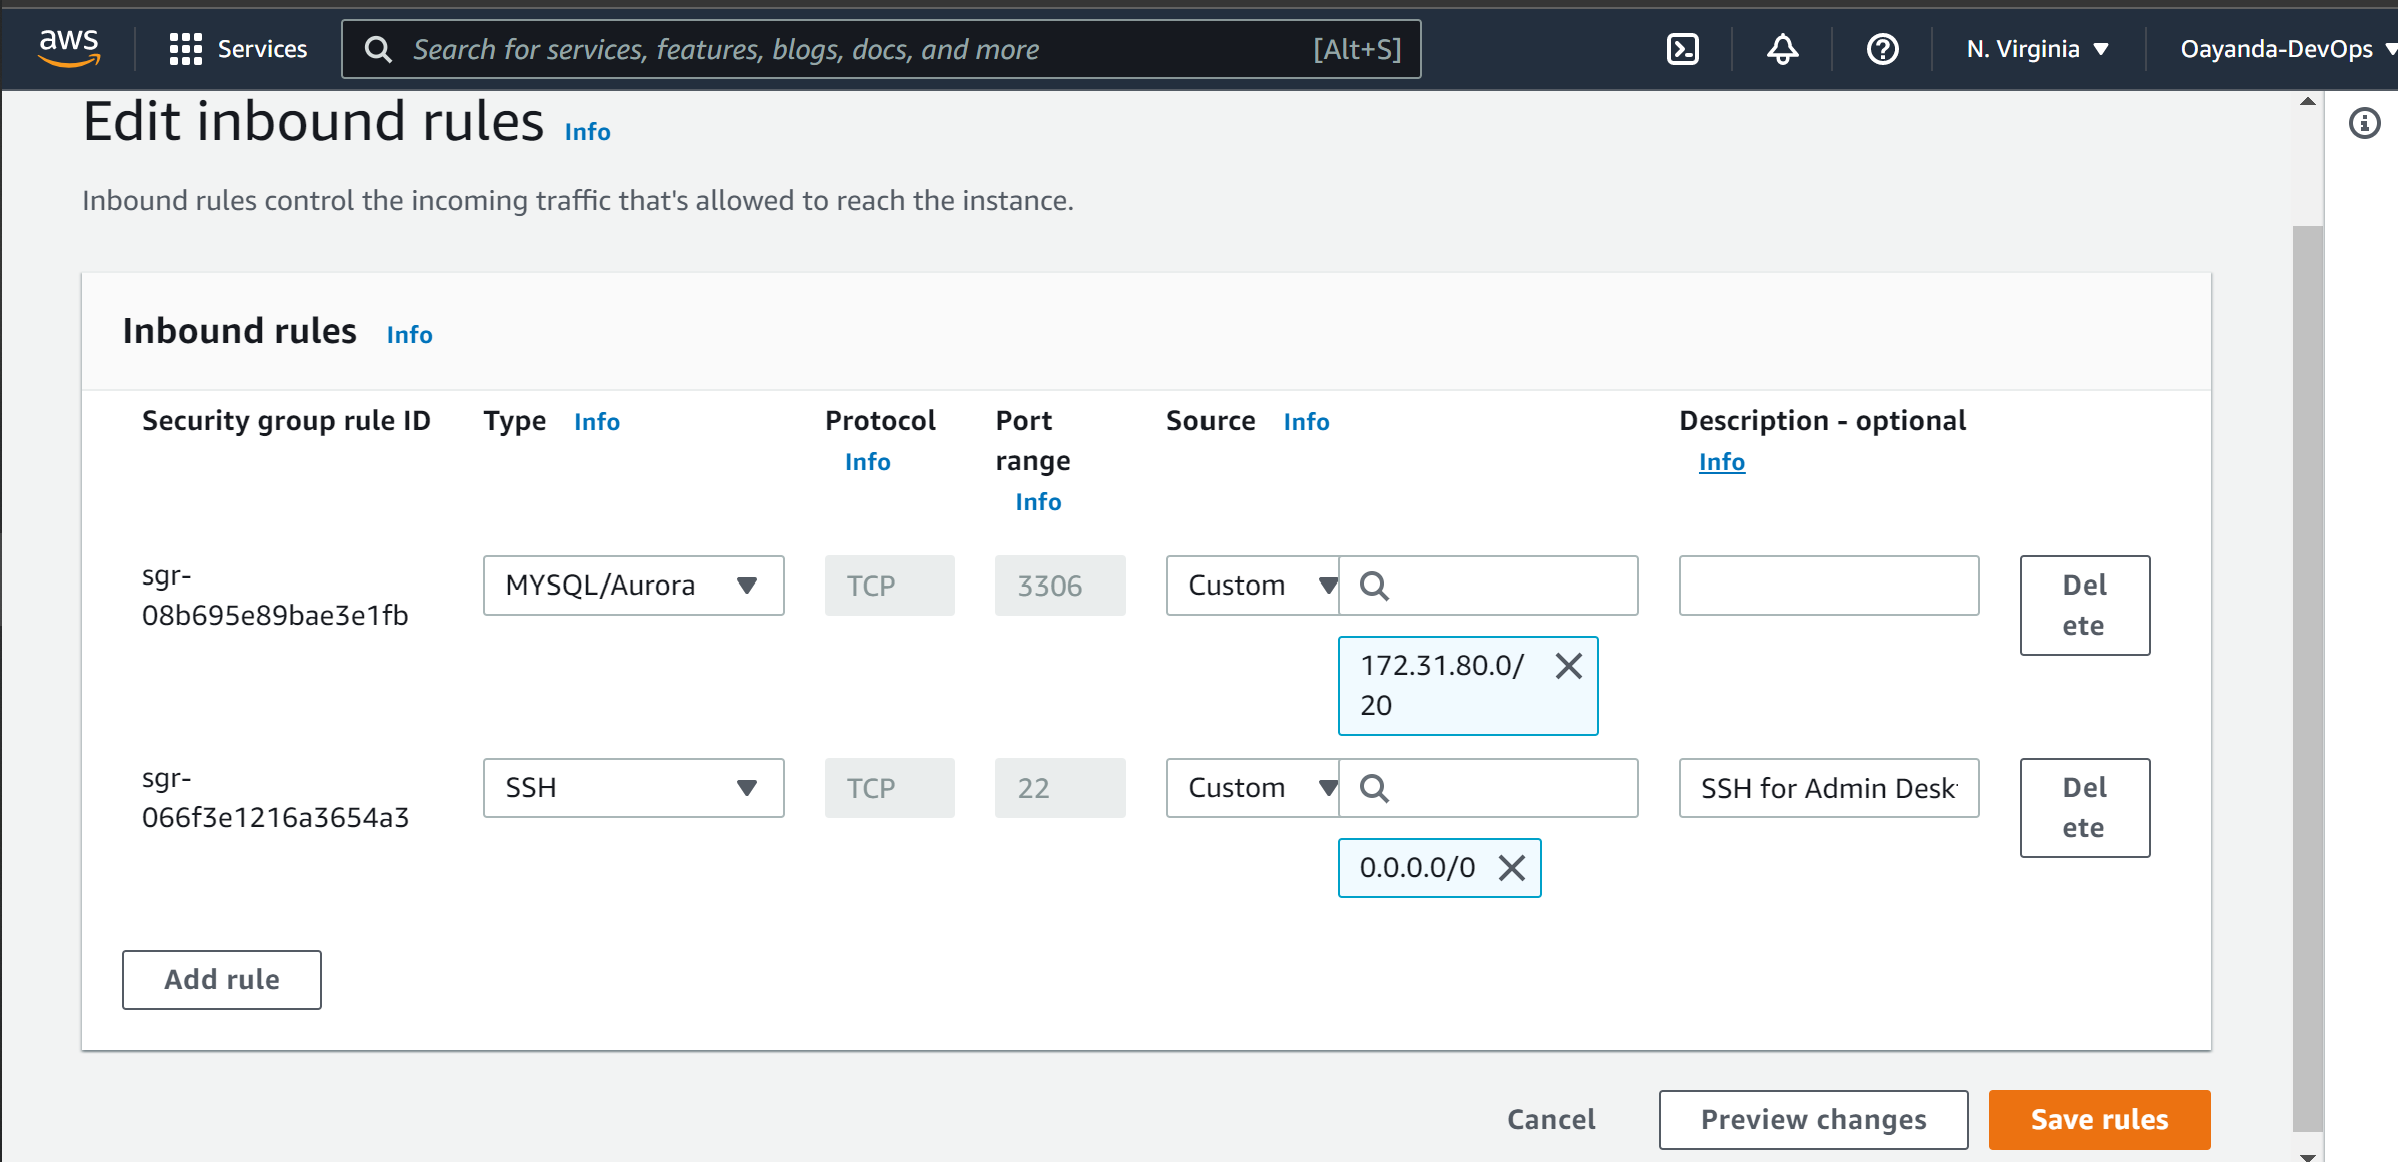 aws Services Search for services, features, blogs, docs, and more [Alt+S] N. Virginia Oayanda-DevOps
Edit inbound rules Info
Inbound rules control the incoming traffic that's allowed to reach the instance.
Inbound rules Info
Security group rule ID Type Info Protocol Info Port range Info Source Info Description - optional Info
sgr-
08b695e89bae3e1fb
MYSQL/Aurora
TCP
3306
Custom
172.31.80.0/
20
Del
ete
sgr-
066f3e1216a3654a3
SSH
TCP
22
Custom
0.0.0.0/0
SSH for Admin Desk
Del
ete
Add rule
Cancel Preview changes Save rules